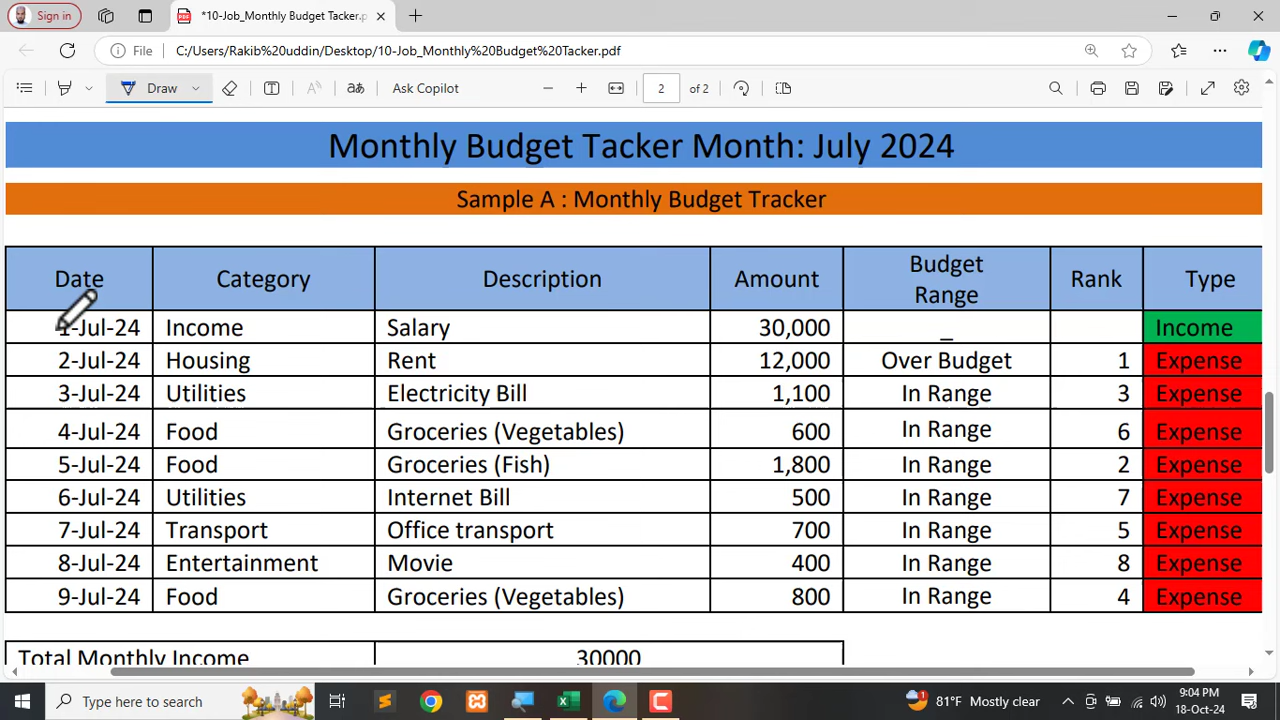 Sign in
*10-Job_Monthly Budget Tacker.p
File C:/Users/Rakib%20uddin/Desktop/10-Job_Monthly%20Budget%20Tacker.pdf
Draw Ask Copilot 2 of 2
Monthly Budget Tacker Month: July 2024
Sample A : Monthly Budget Tracker
Date Category Description Amount Budget Range Rank Type
1-Jul-24 Income Salary 30,000 _ Income
2-Jul-24 Housing Rent 12,000 Over Budget 1 Expense
3-Jul-24 Utilities Electricity Bill 1,100 In Range 3 Expense
4-Jul-24 Food Groceries (Vegetables) 600 In Range 6 Expense
5-Jul-24 Food Groceries (Fish) 1,800 In Range 2 Expense
6-Jul-24 Utilities Internet Bill 500 In Range 7 Expense
7-Jul-24 Transport Office transport 700 In Range 5 Expense
8-Jul-24 Entertainment Movie 400 In Range 8 Expense
9-Jul-24 Food Groceries (Vegetables) 800 In Range 4 Expense
Total Monthly Income 30000
Type here to search 81°F Mostly clear 9:04 PM
18-Oct-24